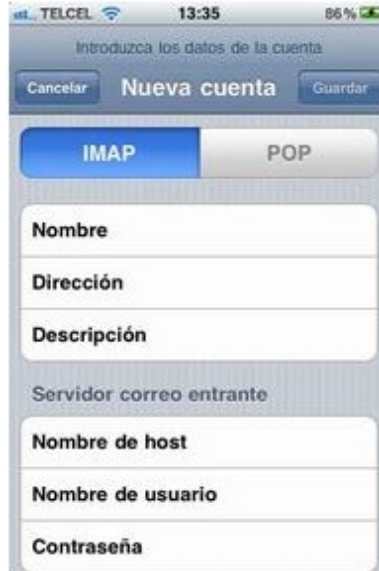 TELCEL 13:35 86%
Introduzca los datos de la cuenta
Cancelar Nueva cuenta Guardar
IMAP POP
Nombre
Dirección
Descripción
Servidor correo entrante
Nombre de host
Nombre de usuario
Contraseña